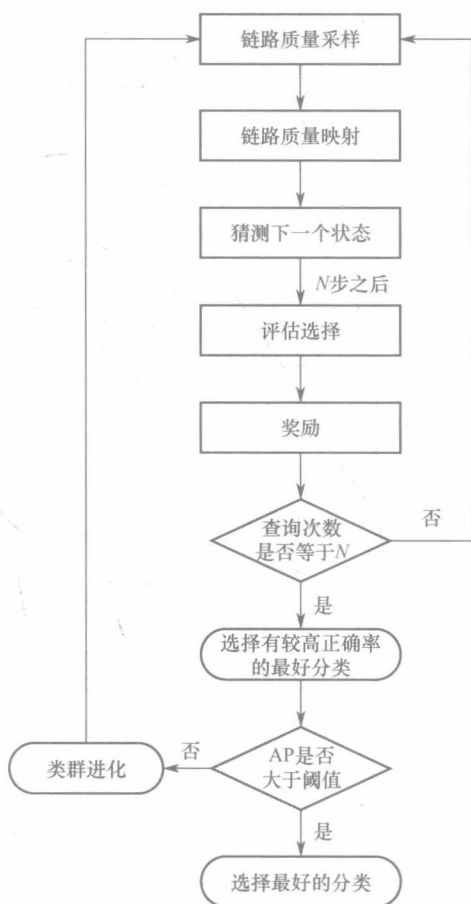 链路质量采样
链路质量映射
猜测下一个状态
N步之后
评估选择
奖励
查询次数
是否等于N
否
是
选择有较高正确率
的最好分类
AP是否
大于阈值
否
类群进化
是
选择最好的分类